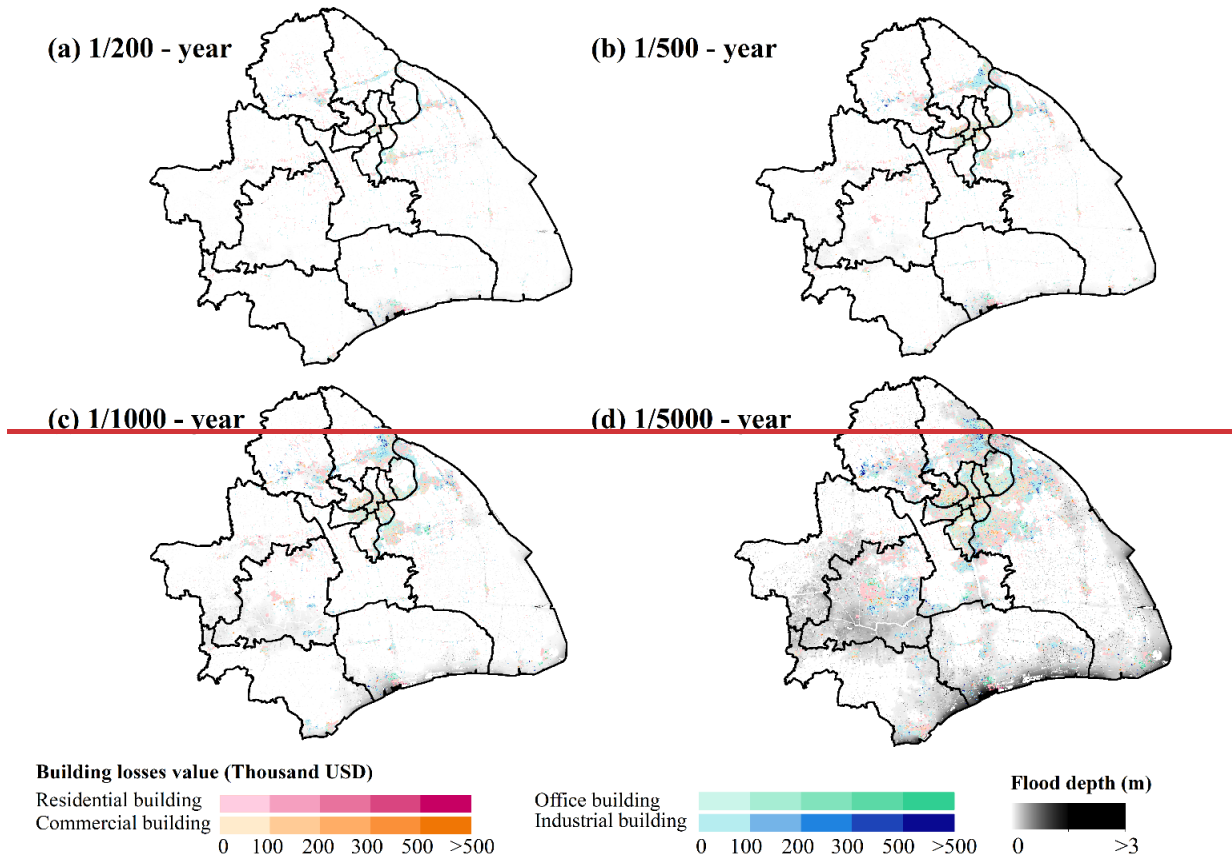 (a) 1/200 - year
(b) 1/500 - year
(c) 1/1000 - year
(d) 1/5000 - year
Building losses value (Thousand USD)
Residential building
Commercial building
0 100 200 300 500 >500
Office building
Industrial building
0 100 200 300 500 >500
Flood depth (m)
0 >3